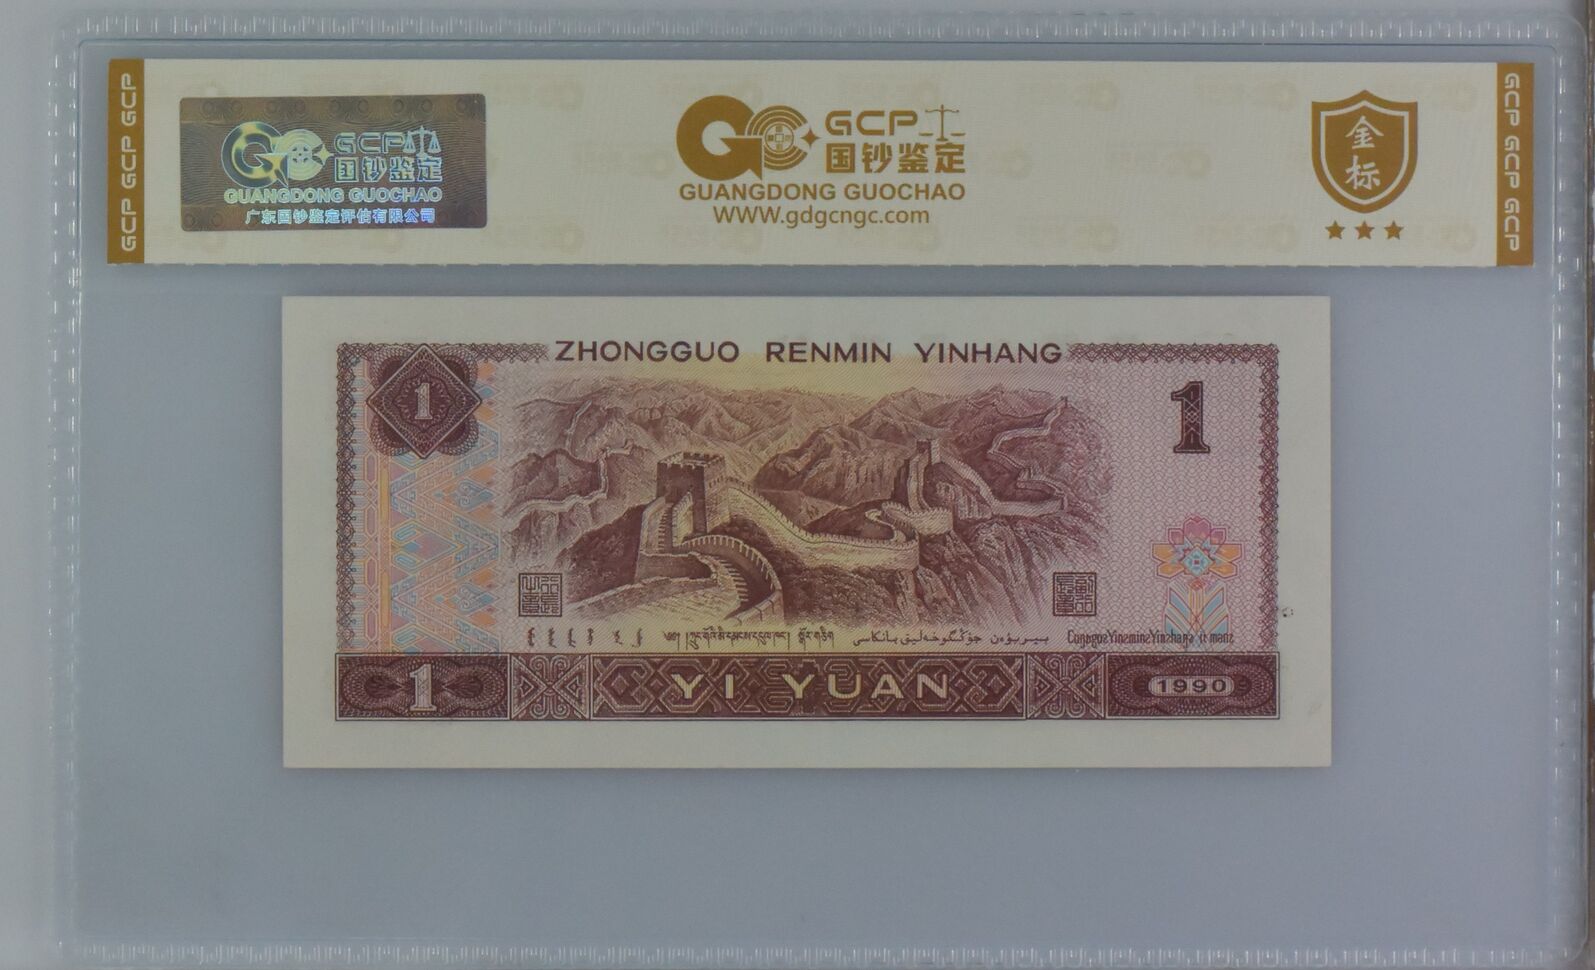 GCP GCP GCP
GCP
国钞鉴定
GUANGDONG GUOCHAO
广东国钞鉴定评估有限公司
GCP
国钞鉴定
GUANGDONG GUOCHAO
WWW.gdgcngc.com
金标
GCP GCP GCP GCP
ZHONGGUO RENMIN YINHANG
1
1
1 YI YUAN 1990